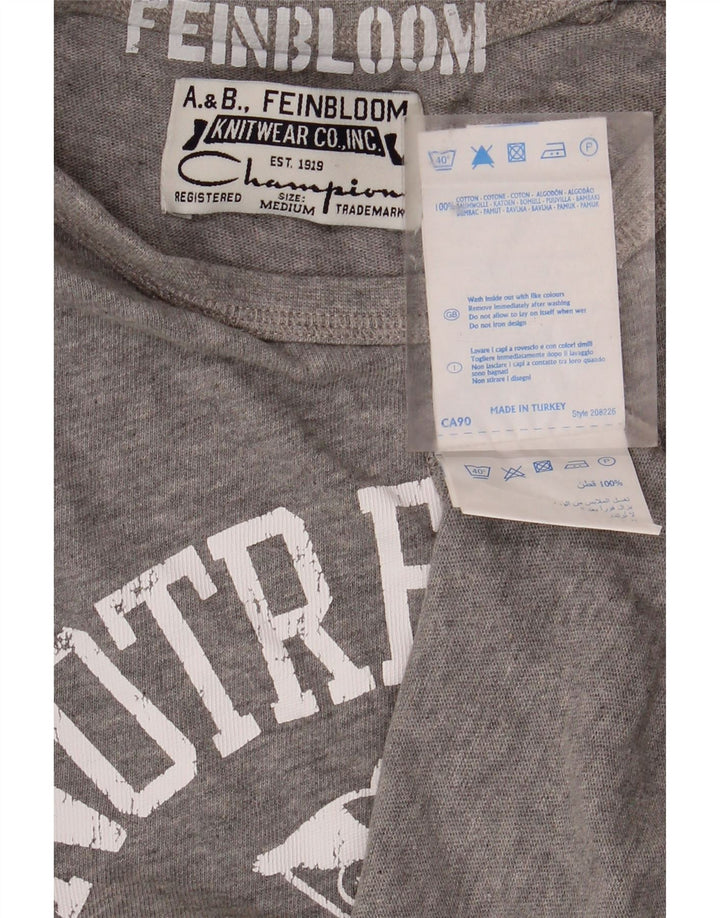 FEINBLOOM
A.&B., FEINBLOOM
KNITWEAR CO., INC.
EST. 1919
Champion
REGISTERED SIZE: MEDIUM TRADEMARK
40° P
COTTON - COTONE - COTON - ALGODÓN - ALGODÃO
100% BAUMWOLLE - KATOEN - BOMULL - PUUVILLA - BAMBAKI
BUMBAC - PAMUT - BAVLNA - BAVLNA - PAMUK - PAMUK
Wash inside out with like colours
Remove immediately after washing
GB Do not allow to lay on itself when wet
Do not iron design
Lavare i capi a rovescio e con colori simili
Togliere immediatamente dopo il lavaggio
I Non lasciare i capi a contatto tra loro quando
sono bagnati
Non stirare i disegni
MADE IN TURKEY
CA90 Style 208226
40° P
100% قطن
NOTRE